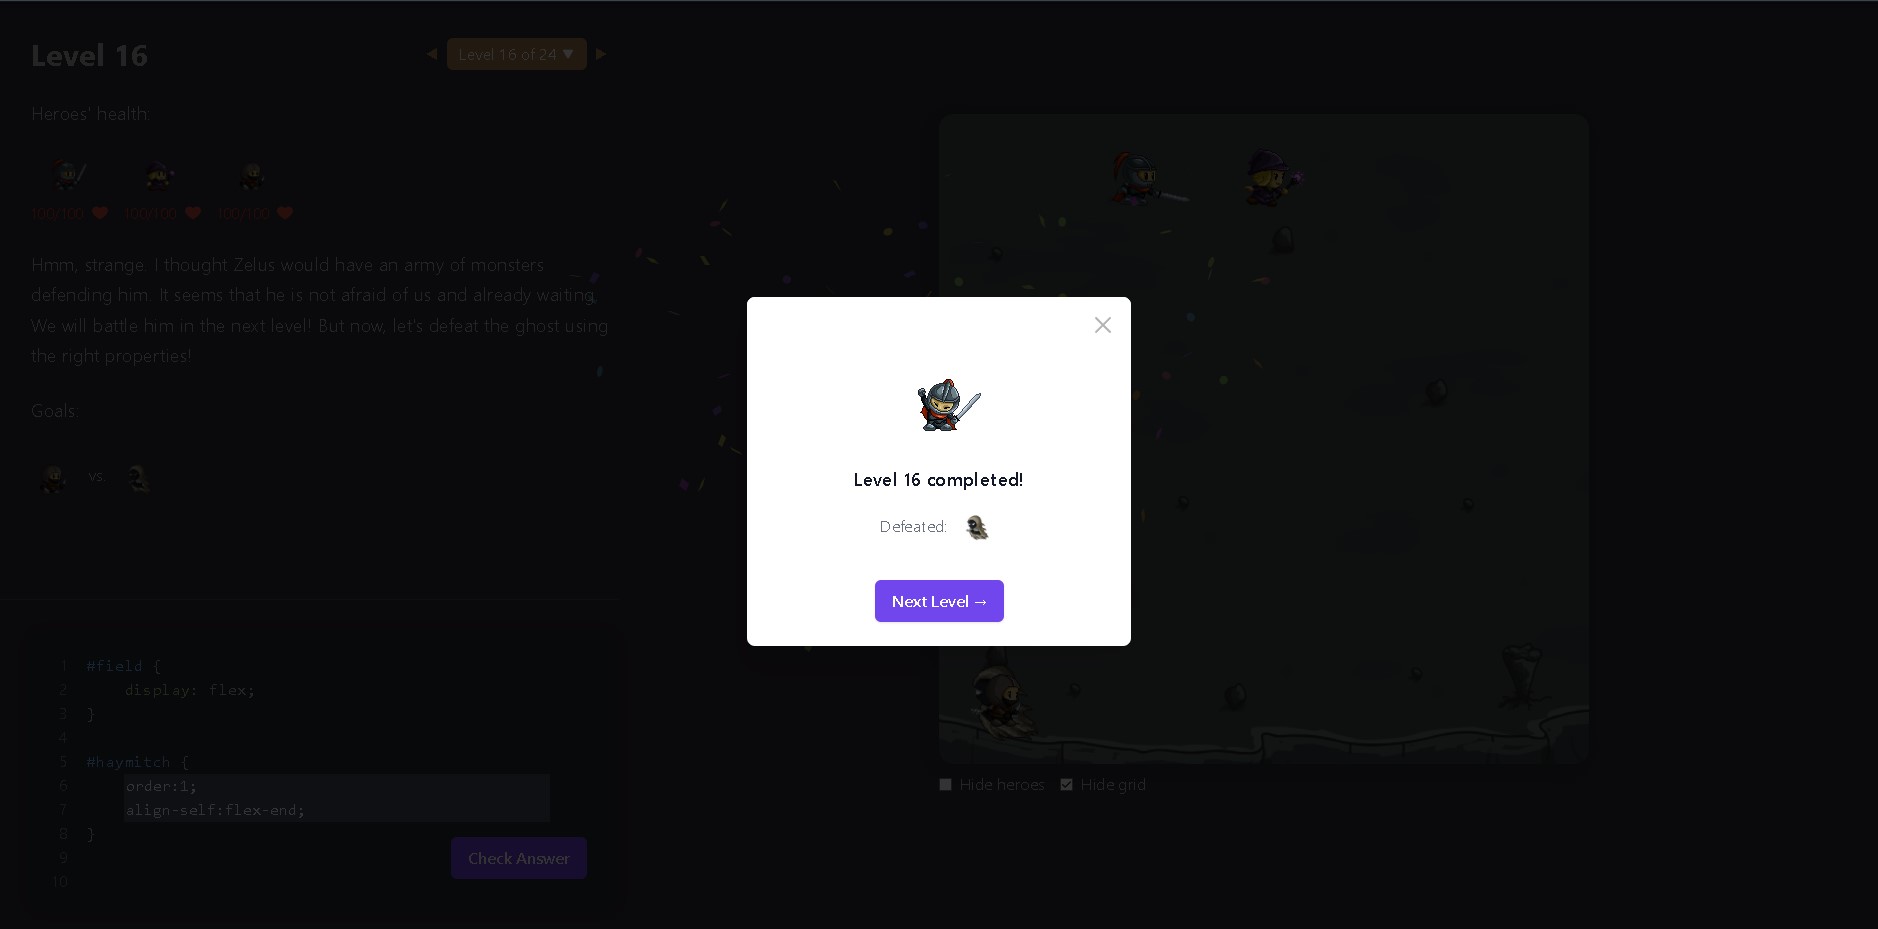 Level 16
◀ Level 16 of 24 ▼ ▶
Heroes' health:
100/100 100/100 100/100
Hmm, strange. I thought Zelus would have an army of monsters
defending him. It seems that he is not afraid of us and already waiting.
We will battle him in the next level! But now, let's defeat the ghost using
the right properties!
Goals:
vs.
1 #field {
2 display: flex;
3 }
4
5 #haymitch {
6 order:1;
7 align-self:flex-end;
8 }
9
10
Check Answer
Level 16 completed!
Defeated:
Next Level →
Hide heroes Hide grid